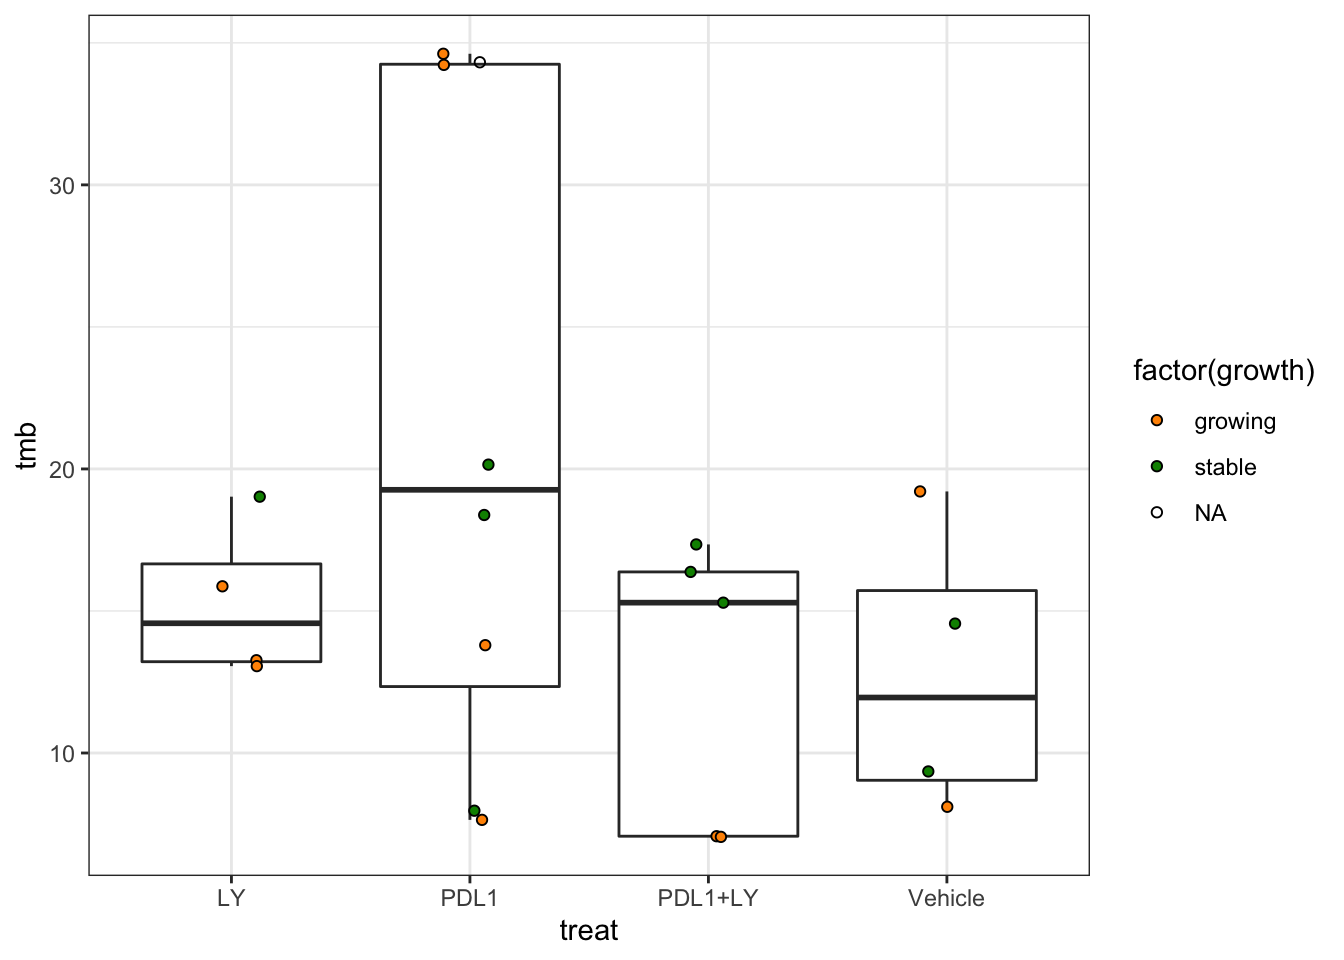 tmb
30
20
10
LY
PDL1
PDL1+LY
Vehicle
treat
factor(growth)
growing
stable
NA